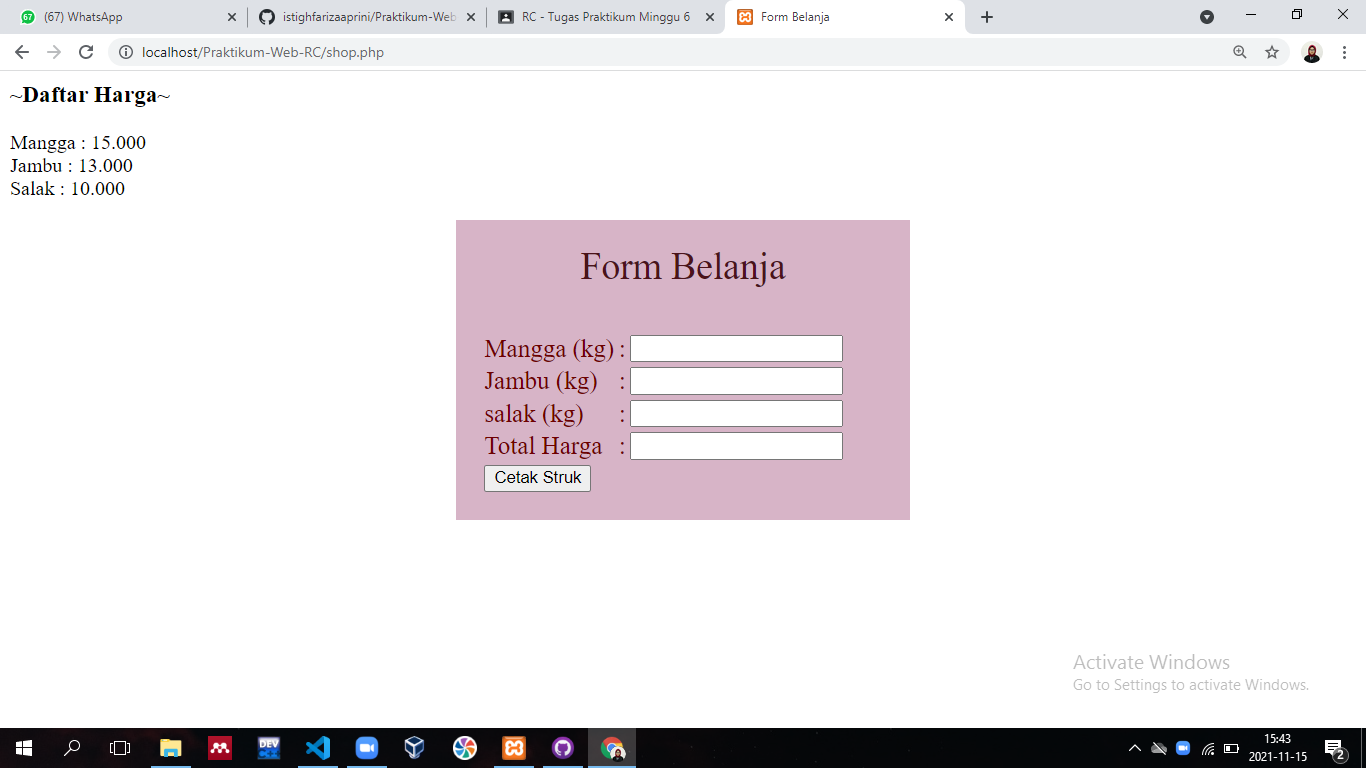 67
(67) WhatsApp
istighfarizaaprini/Praktikum-Web
RC - Tugas Praktikum Minggu 6
Form Belanja
localhost/Praktikum-Web-RC/shop.php
~Daftar Harga~
Mangga : 15.000
Jambu : 13.000
Salak : 10.000
Form Belanja
Mangga (kg) :
Jambu (kg) :
salak (kg) :
Total Harga :
Cetak Struk
Activate Windows
Go to Settings to activate Windows.
DEV
15:43
2021-11-15
2